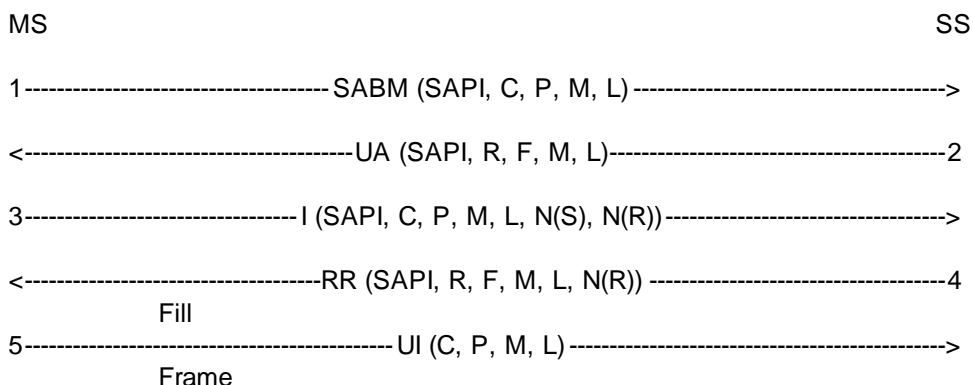 MS SS
1--------------------------------------- SABM (SAPI, C, P, M, L) --------------------------------------->
<------------------------------------------UA (SAPI, R, F, M, L)-------------------------------------------2
3----------------------------------- I (SAPI, C, P, M, L, N(S), N(R))----------------------------------->
<--------------------------------------RR (SAPI, R, F, M, L, N(R)) --------------------------------------4
Fill
5----------------------------------------------- UI (C, P, M, L)------------------------------------------------>
Frame